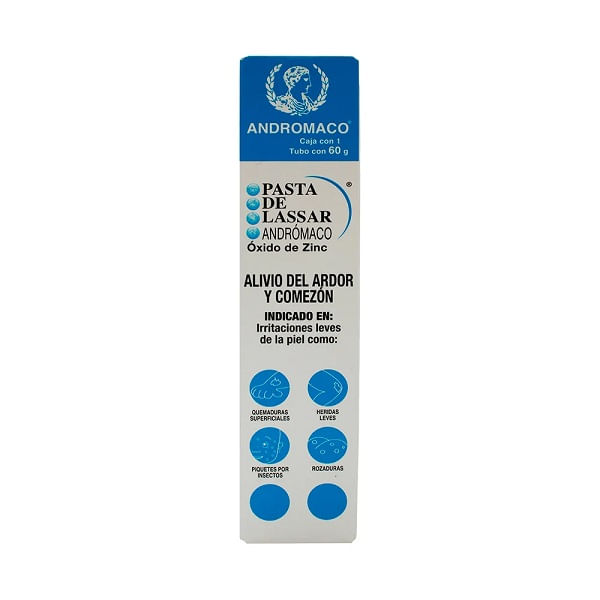 ANDROMACO®
Caja con 1
Tubo con 60 g
PASTA ®
DE
LASSAR
ANDRÓMACO
Óxido de Zinc
ALIVIO DEL ARDOR
Y COMEZÓN
INDICADO EN:
Irritaciones leves
de la piel como:
QUEMADURAS
SUPERFICIALES
HERIDAS
LEVES
PIQUETES POR
INSECTOS
ROZADURAS